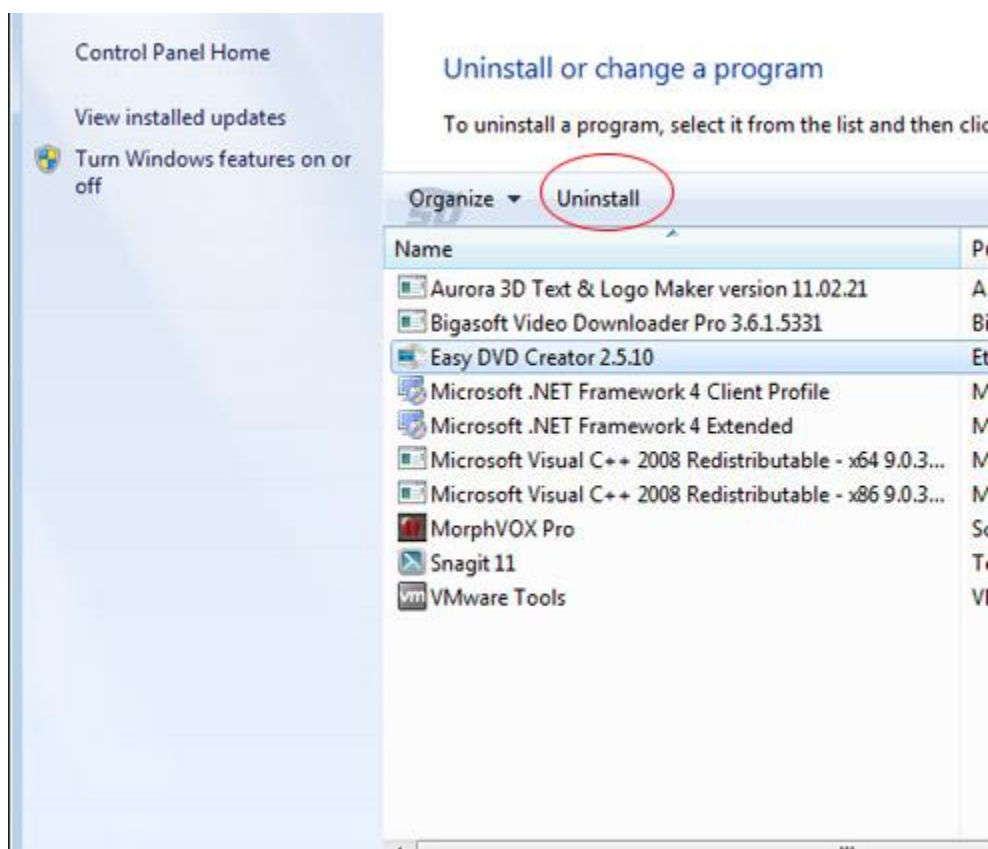 Control Panel Home
View installed updates
Turn Windows features on or
off
Uninstall or change a program
To uninstall a program, select it from the list and then
Organize Uninstall
Name
Aurora 3D Text & Logo Maker version 11.02.21
Bigasoft Video Downloader Pro 3.6.1.5331
Easy DVD Creator 2.5.10
Microsoft .NET Framework 4 Client Profile
Microsoft .NET Framework 4 Extended
Microsoft Visual C++ 2008 Redistributable - x64 9.0.3...
Microsoft Visual C++ 2008 Redistributable - x86 9.0.3...
MorphVOX Pro
Snagit 11
vm VMware Tools